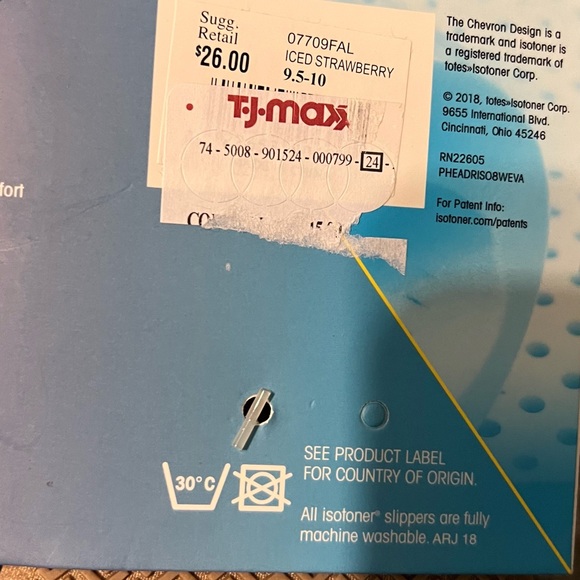 Sugg.
Retail
$26.00
07709FAL
ICED STRAWBERRY
9.5-10
T·J·maxx
74 - 5008 - 901524 - 000799 - 24 -
The Chevron Design is a
trademark and isotoner is
a registered trademark of
totes»Isotoner Corp.
© 2018, totes»Isotoner Corp.
9655 International Blvd.
Cincinnati, Ohio 45246
RN22605
PHEADRISO8WEVA
For Patent Info:
isotoner.com/patents
fort
30°C
SEE PRODUCT LABEL
FOR COUNTRY OF ORIGIN.
All isotoner® slippers are fully
machine washable. ARJ 18